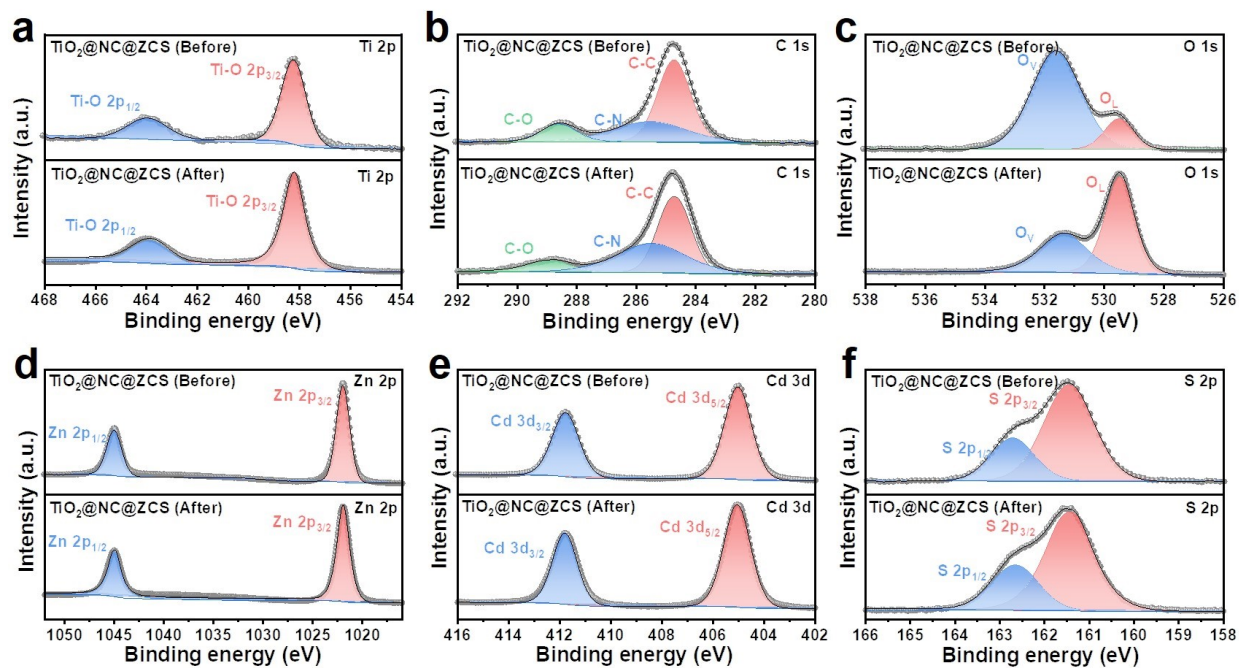 a
TiO₂@NC@ZCS (Before)
Ti 2p
Ti-O 2p₃/₂
Ti-O 2p₁/₂
TiO₂@NC@ZCS (After)
Ti 2p
Ti-O 2p₃/₂
Ti-O 2p₁/₂
Intensity (a.u.)
468 466 464 462 460 458 456 454
Binding energy (eV)
b
TiO₂@NC@ZCS (Before)
C 1s
C-C
C-O
C-N
TiO₂@NC@ZCS (After)
C 1s
C-C
C-N
C-O
Intensity (a.u.)
292 290 288 286 284 282 280
Binding energy (eV)
c
TiO₂@NC@ZCS (Before)
O 1s
Oᵥ
O_L
TiO₂@NC@ZCS (After)
O 1s
O_L
Oᵥ
Intensity (a.u.)
538 536 534 532 530 528 526
Binding energy (eV)
d
TiO₂@NC@ZCS (Before)
Zn 2p
Zn 2p₃/₂
Zn 2p₁/₂
TiO₂@NC@ZCS (After)
Zn 2p
Zn 2p₃/₂
Zn 2p₁/₂
Intensity (a.u.)
1050 1045 1040 1035 1030 1025 1020
Binding energy (eV)
e
TiO₂@NC@ZCS (Before)
Cd 3d
Cd 3d₅/₂
Cd 3d₃/₂
TiO₂@NC@ZCS (After)
Cd 3d
Cd 3d₅/₂
Cd 3d₃/₂
Intensity (a.u.)
416 414 412 410 408 406 404 402
Binding energy (eV)
f
TiO₂@NC@ZCS (Before)
S 2p
S 2p₃/₂
S 2p₁/₂
TiO₂@NC@ZCS (After)
S 2p
S 2p₃/₂
S 2p₁/₂
Intensity (a.u.)
166 165 164 163 162 161 160 159 158
Binding energy (eV)